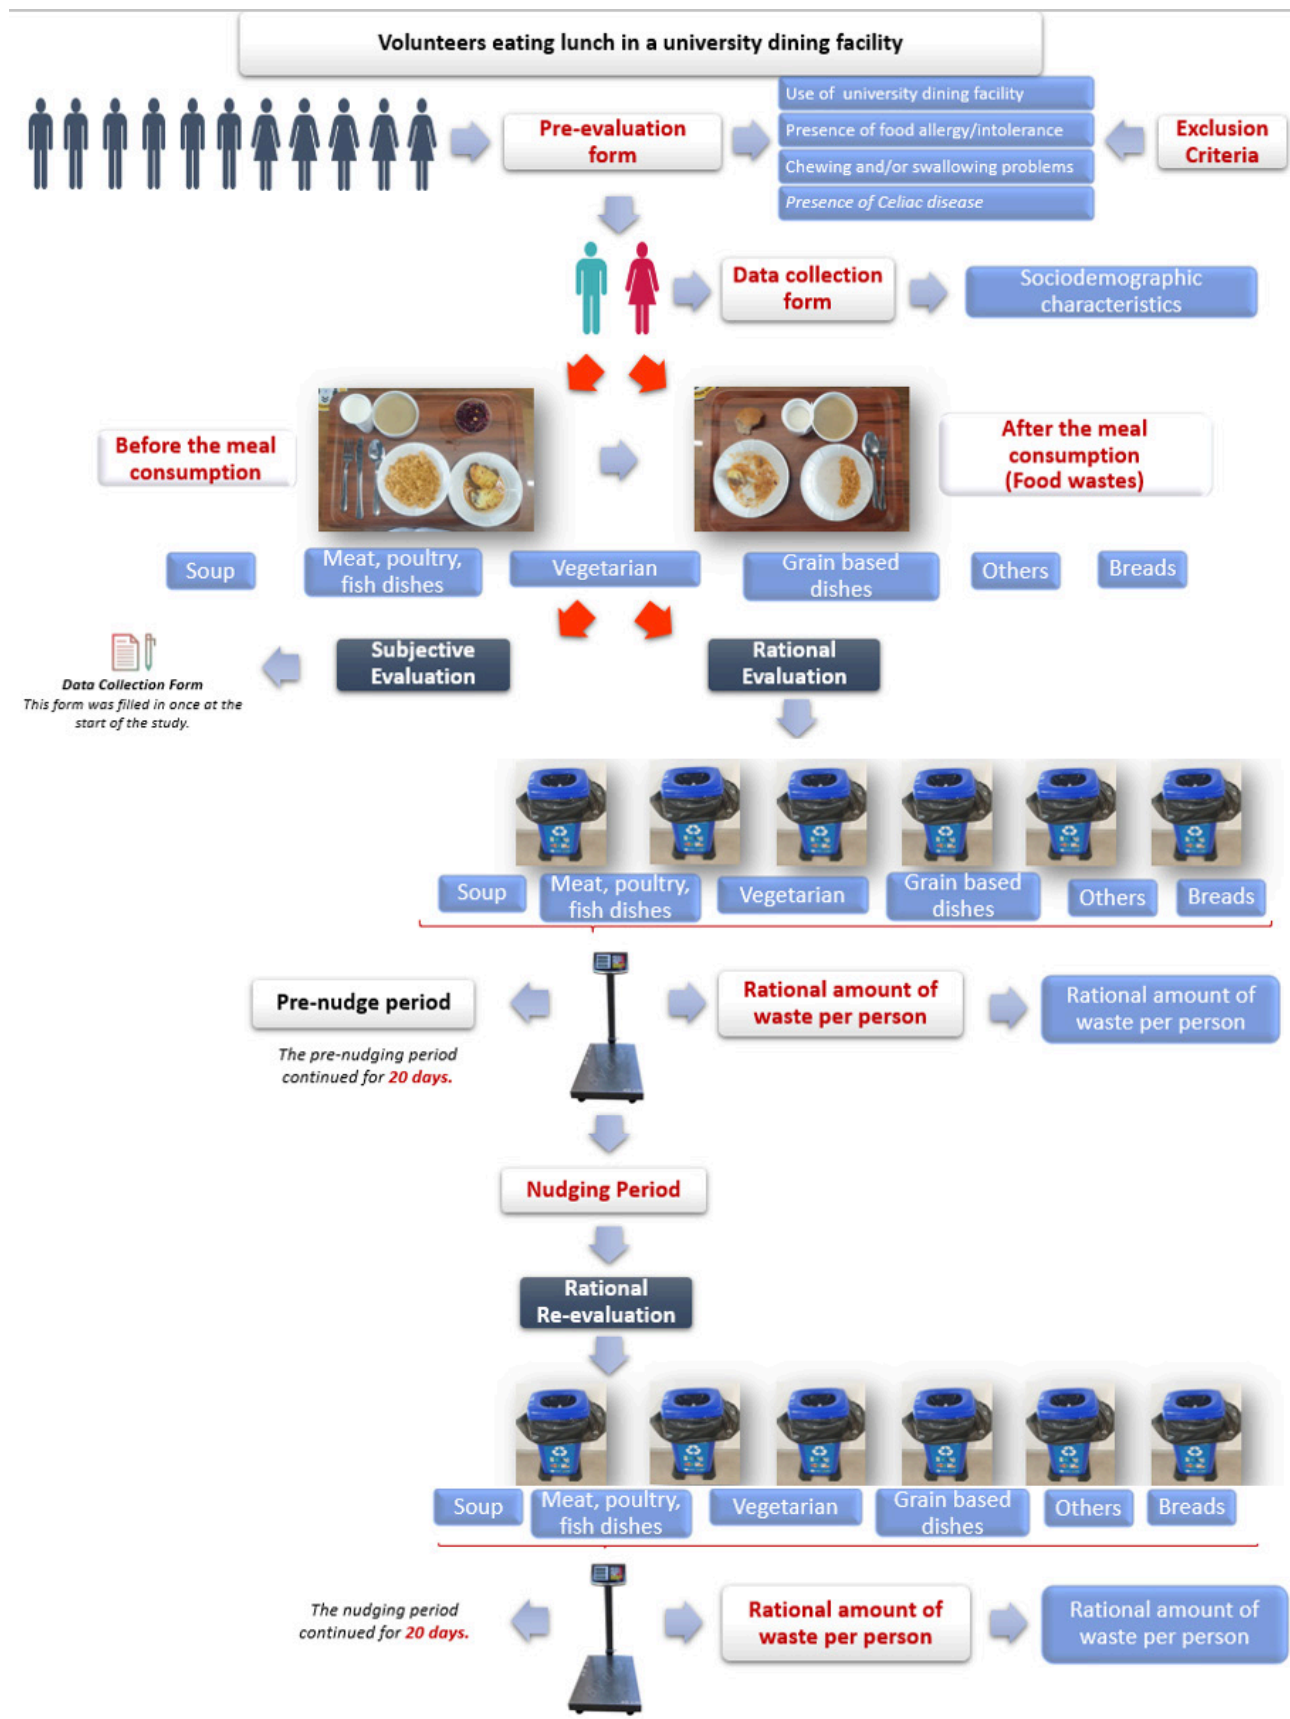 Volunteers eating lunch in a university dining facility
Pre-evaluation
form
Use of university dining facility
Presence of food allergy/intolerance
Chewing and/or swallowing problems
Presence of Celiac disease
Exclusion
Criteria
Data collection
form
Sociodemographic
characteristics
Before the meal
consumption
After the meal
consumption
(Food wastes)
Soup
Meat, poultry,
fish dishes
Vegetarian
Grain based
dishes
Others
Breads
Subjective
Evaluation
Rational
Evaluation
Data Collection Form
This form was filled in once at the
start of the study.
Soup
Meat, poultry,
fish dishes
Vegetarian
Grain based
dishes
Others
Breads
Pre-nudge period
The pre-nudging period
continued for 20 days.
Rational amount of
waste per person
Rational amount of
waste per person
Nudging Period
Rational
Re-evaluation
Soup
Meat, poultry,
fish dishes
Vegetarian
Grain based
dishes
Others
Breads
The nudging period
continued for 20 days.
Rational amount of
waste per person
Rational amount of
waste per person